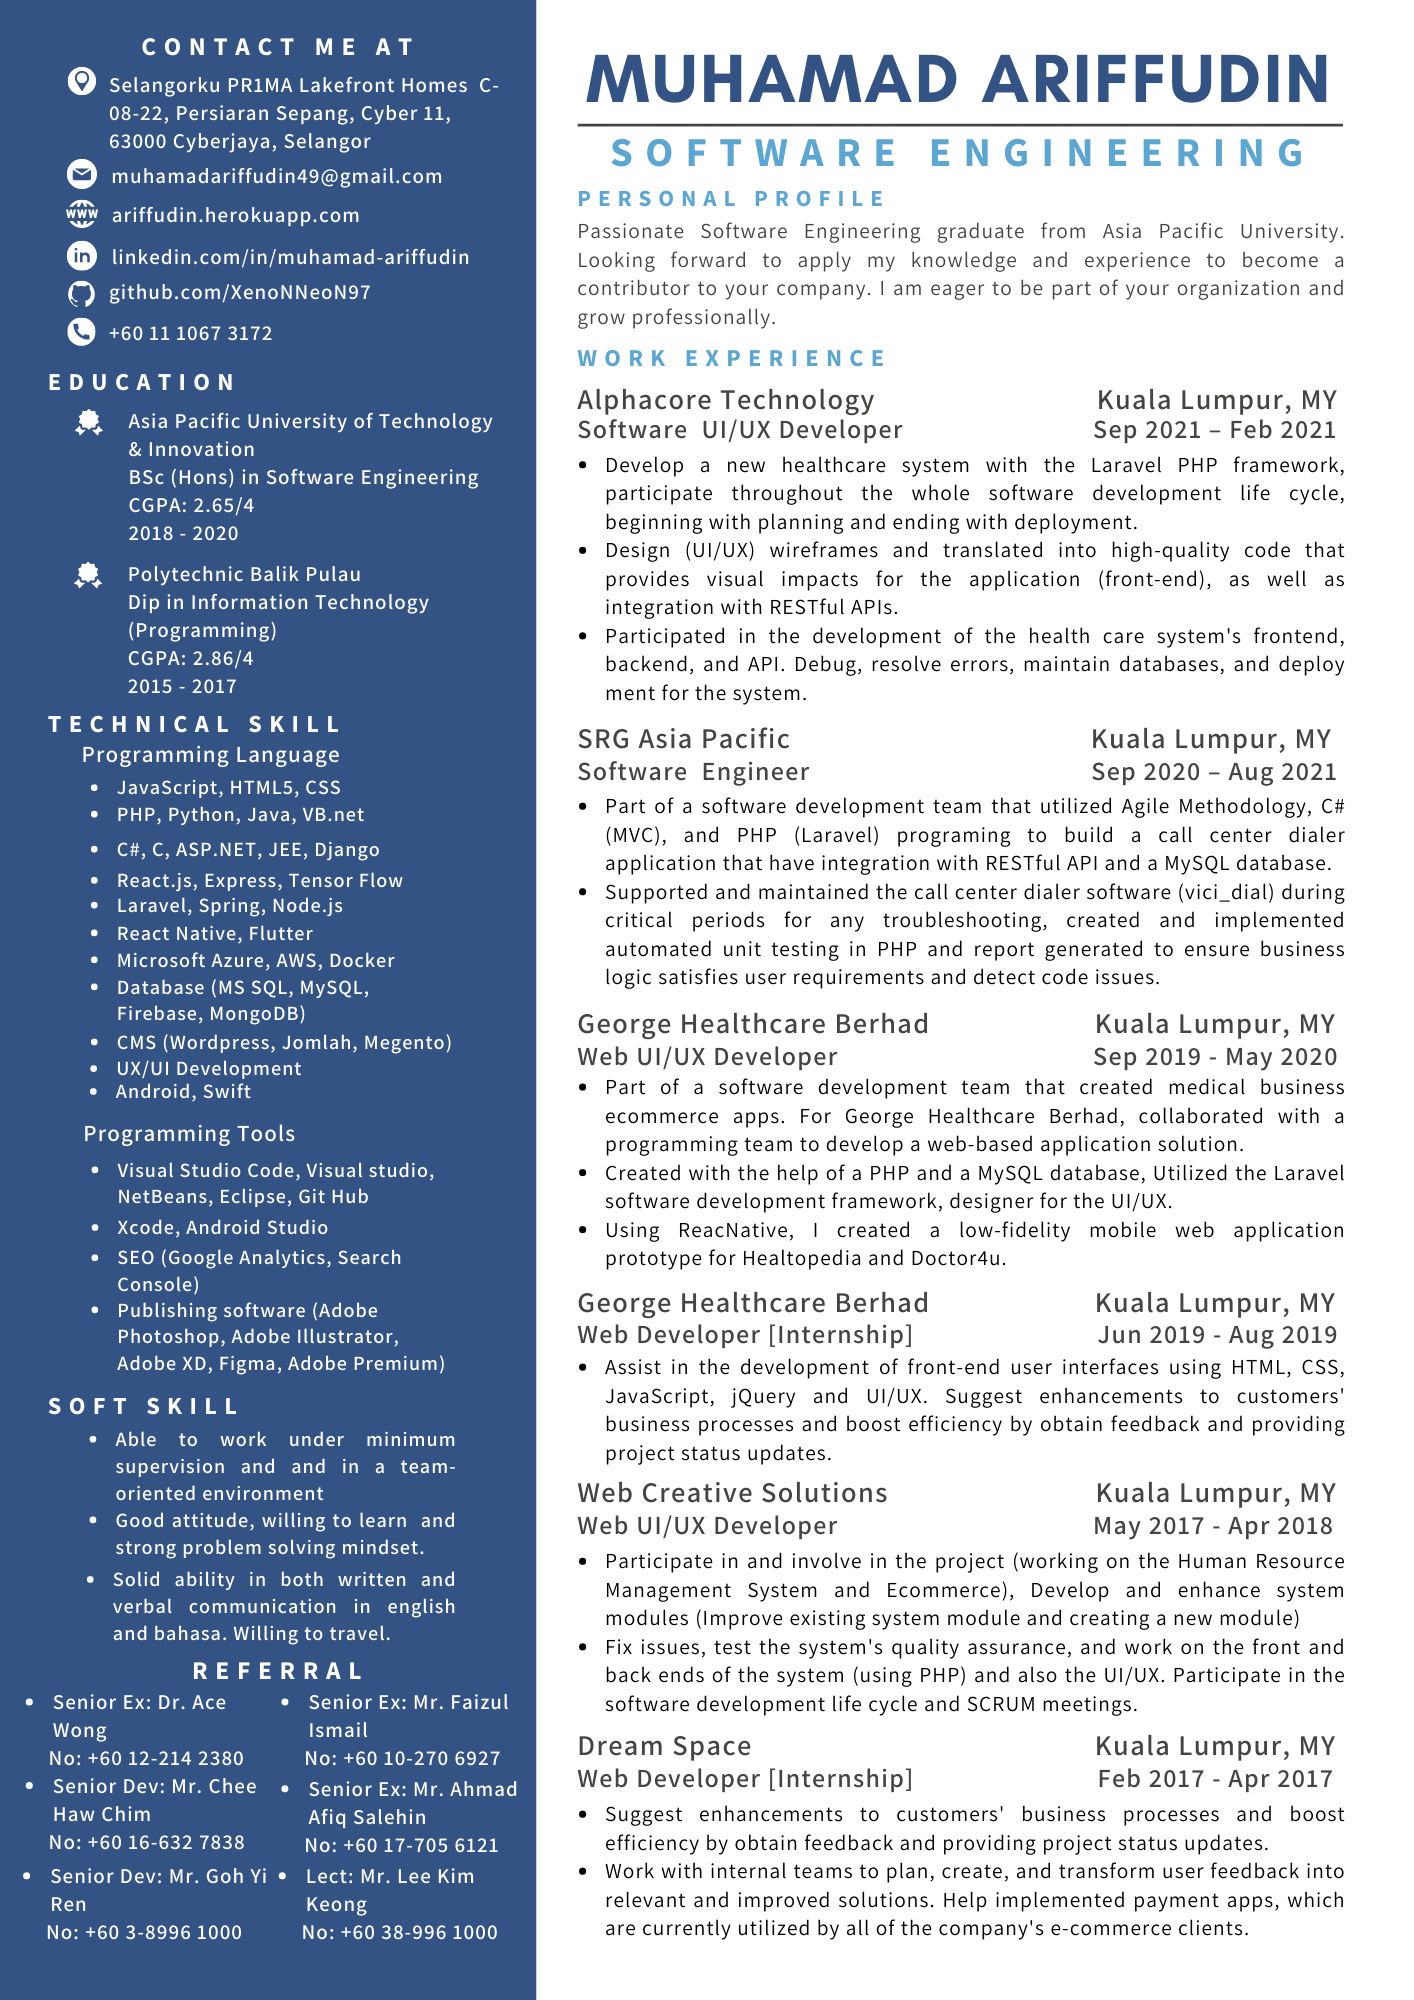 CONTACT ME AT
Selangorku PR1MA Lakefront Homes C-
08-22, Persiaran Sepang, Cyber 11,
63000 Cyberjaya, Selangor
muhamadariffudin49@gmail.com
WWW
ariffudin.herokuapp.com
in
linkedin.com/in/muhamad-ariffudin
github.com/XenoNNeoN97
+60 11 1067 3172
EDUCATION
Asia Pacific University of Technology
& Innovation
BSc (Hons) in Software Engineering
CGPA: 2.65/4
2018 - 2020
Polytechnic Balik Pulau
Dip in Information Technology
(Programming)
CGPA: 2.86/4
2015 - 2017
TECHNICAL SKILL
Programming Language
• JavaScript, HTML5, CSS
• PHP, Python, Java, VB.net
• C#, C, ASP.NET, JEE, Django
• React.js, Express, Tensor Flow
• Laravel, Spring, Node.js
• React Native, Flutter
• Microsoft Azure, AWS, Docker
• Database (MS SQL, MySQL,
Firebase, MongoDB)
• CMS (Wordpress, Jomlah, Megento)
• UX/UI Development
• Android, Swift
Programming Tools
• Visual Studio Code, Visual studio,
NetBeans, Eclipse, Git Hub
• Xcode, Android Studio
• SEO (Google Analytics, Search
Console)
• Publishing software (Adobe
Photoshop, Adobe Illustrator,
Adobe XD, Figma, Adobe Premium)
SOFT SKILL
• Able to work under minimum
supervision and and in a team-
oriented environment
• Good attitude, willing to learn and
strong problem solving mindset.
• Solid ability in both written and
verbal communication in english
and bahasa. Willing to travel.
REFERRAL
• Senior Ex: Dr. Ace
Wong
No: +60 12-214 2380
• Senior Dev: Mr. Chee
Haw Chim
No: +60 16-632 7838
• Senior Dev: Mr. Goh Yi
Ren
No: +60 3-8996 1000
• Senior Ex: Mr. Faizul
Ismail
No: +60 10-270 6927
• Senior Ex: Mr. Ahmad
Afiq Salehin
No: +60 17-705 6121
• Lect: Mr. Lee Kim
Keong
No: +60 38-996 1000
MUHAMAD ARIFFUDIN
SOFTWARE ENGINEERING
PERSONAL PROFILE
Passionate Software Engineering graduate from Asia Pacific University.
Looking forward to apply my knowledge and experience to become a
contributor to your company. I am eager to be part of your organization and
grow professionally.
WORK EXPERIENCE
Alphacore Technology Kuala Lumpur, MY
Software UI/UX Developer Sep 2021 – Feb 2021
• Develop a new healthcare system with the Laravel PHP framework,
participate throughout the whole software development life cycle,
beginning with planning and ending with deployment.
• Design (UI/UX) wireframes and translated into high-quality code that
provides visual impacts for the application (front-end), as well as
integration with RESTful APIs.
• Participated in the development of the health care system's frontend,
backend, and API. Debug, resolve errors, maintain databases, and deploy
ment for the system.
SRG Asia Pacific Kuala Lumpur, MY
Software Engineer Sep 2020 – Aug 2021
• Part of a software development team that utilized Agile Methodology, C#
(MVC), and PHP (Laravel) programing to build a call center dialer
application that have integration with RESTful API and a MySQL database.
• Supported and maintained the call center dialer software (vici_dial) during
critical periods for any troubleshooting, created and implemented
automated unit testing in PHP and report generated to ensure business
logic satisfies user requirements and detect code issues.
George Healthcare Berhad Kuala Lumpur, MY
Web UI/UX Developer Sep 2019 - May 2020
• Part of a software development team that created medical business
ecommerce apps. For George Healthcare Berhad, collaborated with a
programming team to develop a web-based application solution.
• Created with the help of a PHP and a MySQL database, Utilized the Laravel
software development framework, designer for the UI/UX.
• Using ReacNative, I created a low-fidelity mobile web application
prototype for Healtopedia and Doctor4u.
George Healthcare Berhad Kuala Lumpur, MY
Web Developer [Internship] Jun 2019 - Aug 2019
• Assist in the development of front-end user interfaces using HTML, CSS,
JavaScript, jQuery and UI/UX. Suggest enhancements to customers'
business processes and boost efficiency by obtain feedback and providing
project status updates.
Web Creative Solutions Kuala Lumpur, MY
Web UI/UX Developer May 2017 - Apr 2018
• Participate in and involve in the project (working on the Human Resource
Management System and Ecommerce), Develop and enhance system
modules (Improve existing system module and creating a new module)
• Fix issues, test the system's quality assurance, and work on the front and
back ends of the system (using PHP) and also the UI/UX. Participate in the
software development life cycle and SCRUM meetings.
Dream Space Kuala Lumpur, MY
Web Developer [Internship] Feb 2017 - Apr 2017
• Suggest enhancements to customers' business processes and boost
efficiency by obtain feedback and providing project status updates.
• Work with internal teams to plan, create, and transform user feedback into
relevant and improved solutions. Help implemented payment apps, which
are currently utilized by all of the company's e-commerce clients.